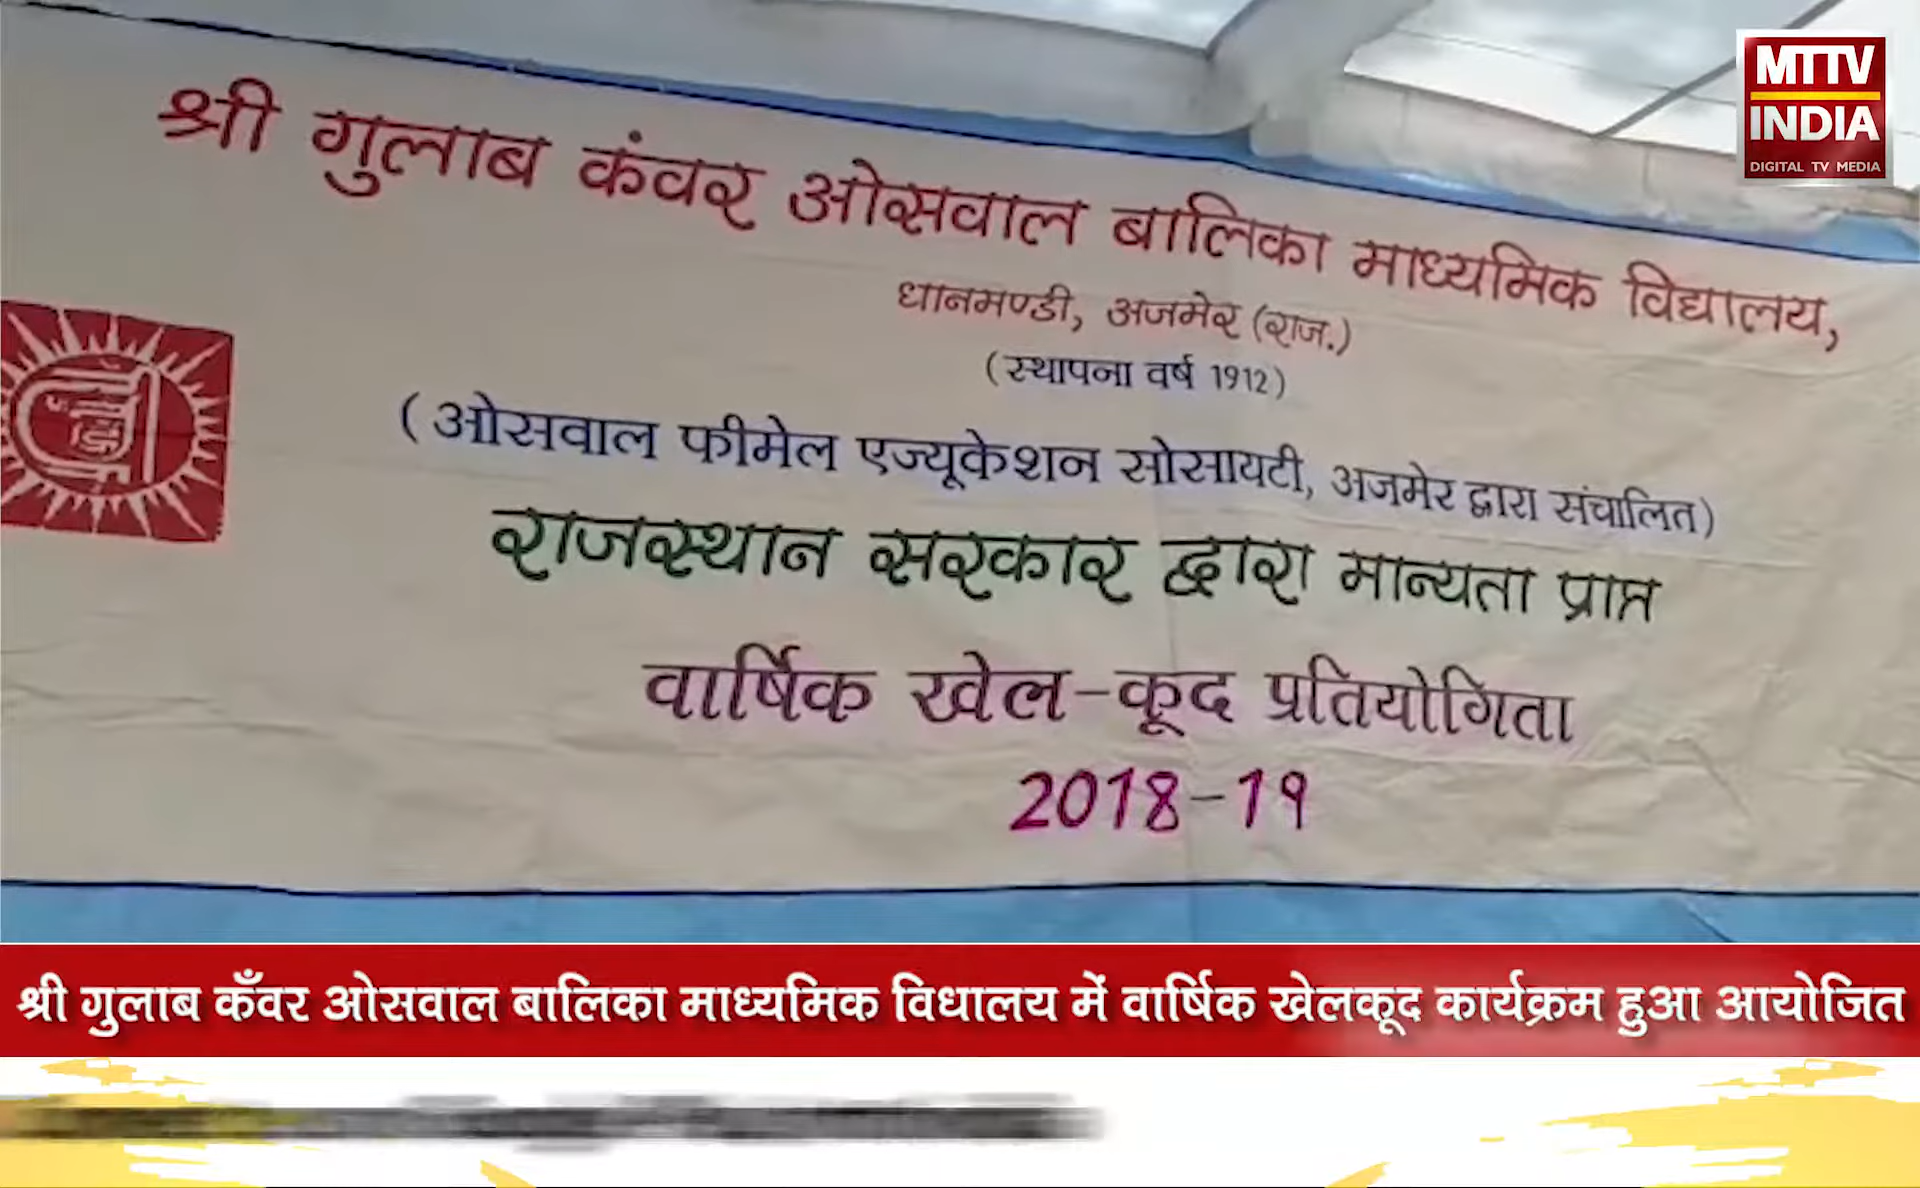 श्री गुलाब कंवर ओसवाल बालिका माध्यमिक विद्यालय,
धानमण्डी, अजमेर (राज.)
(स्थापना वर्ष 1912)
(ओसवाल फीमेल एज्यूकेशन सोसायटी, अजमेर द्वारा संचालित)
राजस्थान सरकार द्वारा मान्यता प्राप्त
वार्षिक खेल-कूद प्रतियोगिता
2018-19
MTTV
INDIA
DIGITAL TV MEDIA
श्री गुलाब कँवर ओसवाल बालिका माध्यमिक विधालय में वार्षिक खेलकूद कार्यक्रम हुआ आयोजित